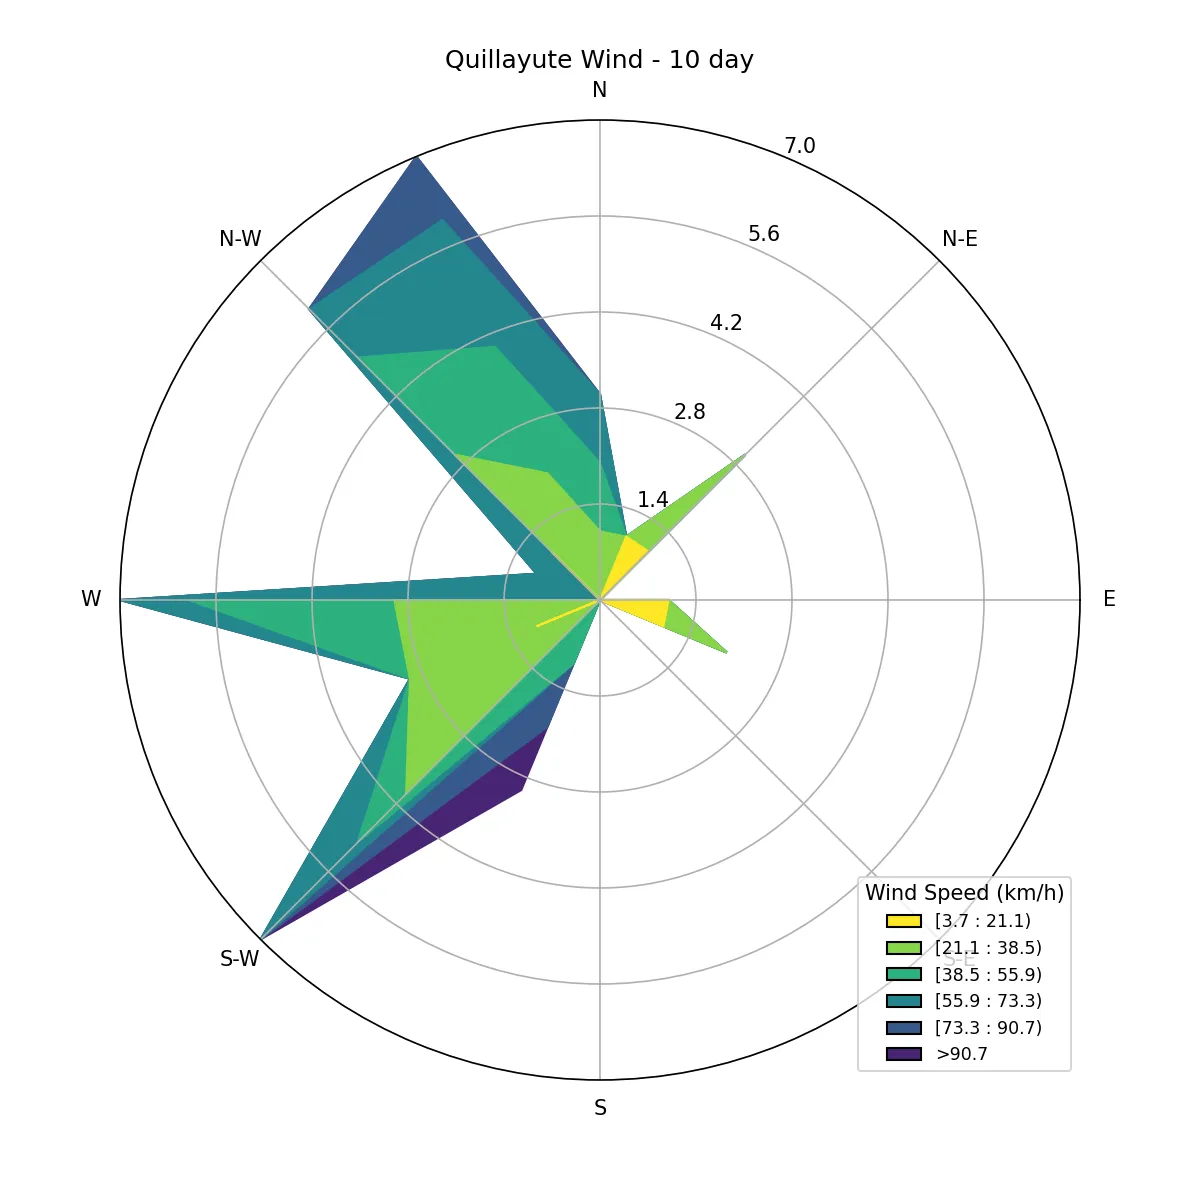 Quillayute Wind - 10 day
N
7.0
N-W
N-E
5.6
4.2
2.8
1.4
W
E
S-W
S-E
Wind Speed (km/h)
[3.7 : 21.1)
[21.1 : 38.5)
[38.5 : 55.9)
[55.9 : 73.3)
[73.3 : 90.7)
>90.7
S